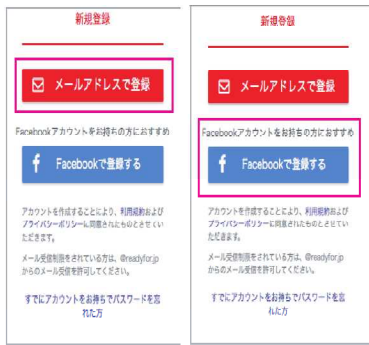 新規登録
メールアドレスで登録
Facebookアカウントをお持ちの方におすすめ
Facebookで登録する
アカウントを作成することにより、利用規約および
プライバシーポリシーに同意されたものとさせてい
ただきます。
メール受信制限をされている方は、@readyfor.jp
からのメール受信を許可してください。
すでにアカウントをお持ちでパスワードを忘
れた方
新規登録
メールアドレスで登録
Facebookアカウントをお持ちの方におすすめ
Facebookで登録する
アカウントを作成することにより、利用規約および
プライバシーポリシーに同意されたものとさせてい
ただきます。
メール受信制限をされている方は、@readyfor.jp
からのメール受信を許可してください。
すでにアカウントをお持ちでパスワードを忘
れた方